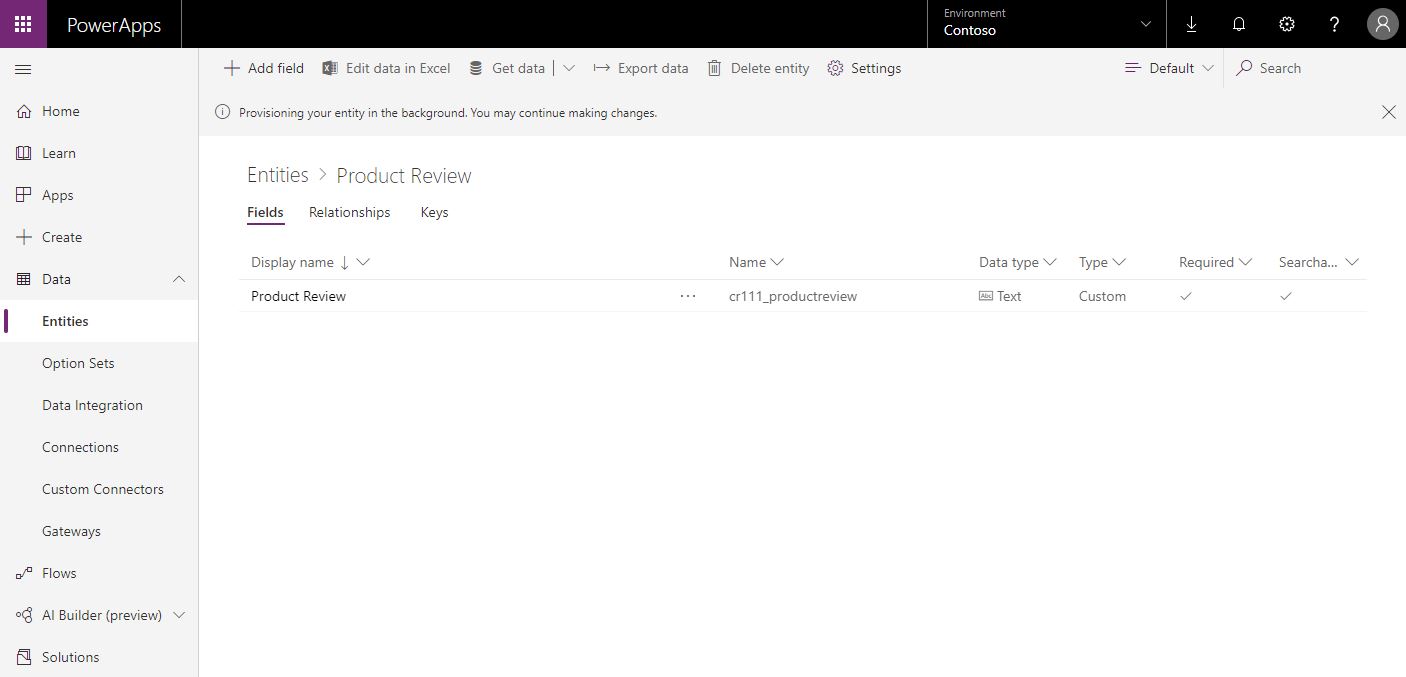 PowerApps
Environment
Contoso
?
Add field Edit data in Excel Get data Export data Delete entity Settings Default Search
Provisioning your entity in the background. You may continue making changes.
Home
Learn
Apps
Create
Data
Entities
Option Sets
Data Integration
Connections
Custom Connectors
Gateways
Flows
AI Builder (preview)
Solutions
Entities > Product Review
Fields Relationships Keys
Display name Name Data type Type Required Searcha...
Product Review ... cr111_productreview Abc Text Custom